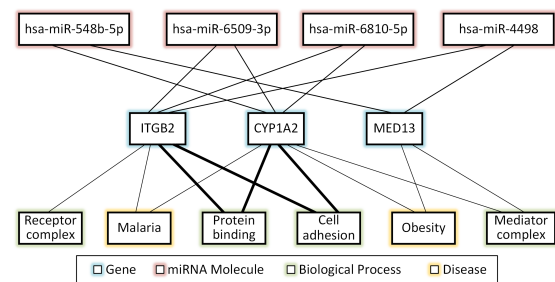 hsa-miR-548b-5p hsa-miR-6509-3p hsa-miR-6810-5p hsa-miR-4498
ITGB2 CYP1A2 MED13
Receptor
complex
Malaria
Protein
binding
Cell
adhesion
Obesity
Mediator
complex
Gene miRNA Molecule Biological Process Disease